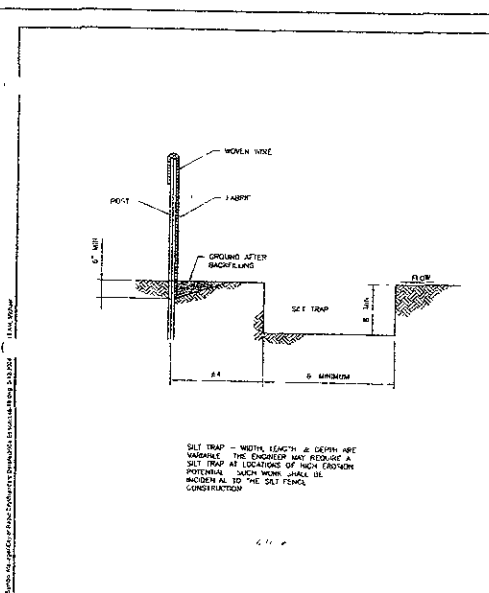 WOVEN WIRE
POST
FABRIC
6" MIN
GROUND AFTER
BACKFILLING
FLOW
SILT TRAP
MIN
MINIMUM
SILT TRAP - WIDTH, LENGTH & DEPTH ARE
VARIABLE THE ENGINEER MAY REQUIRE A
SILT TRAP AT LOCATIONS OF HIGH EROSION
POTENTIAL SUCH WORK SHALL BE
INCIDENTAL TO THE SILT FENCE
CONSTRUCTION